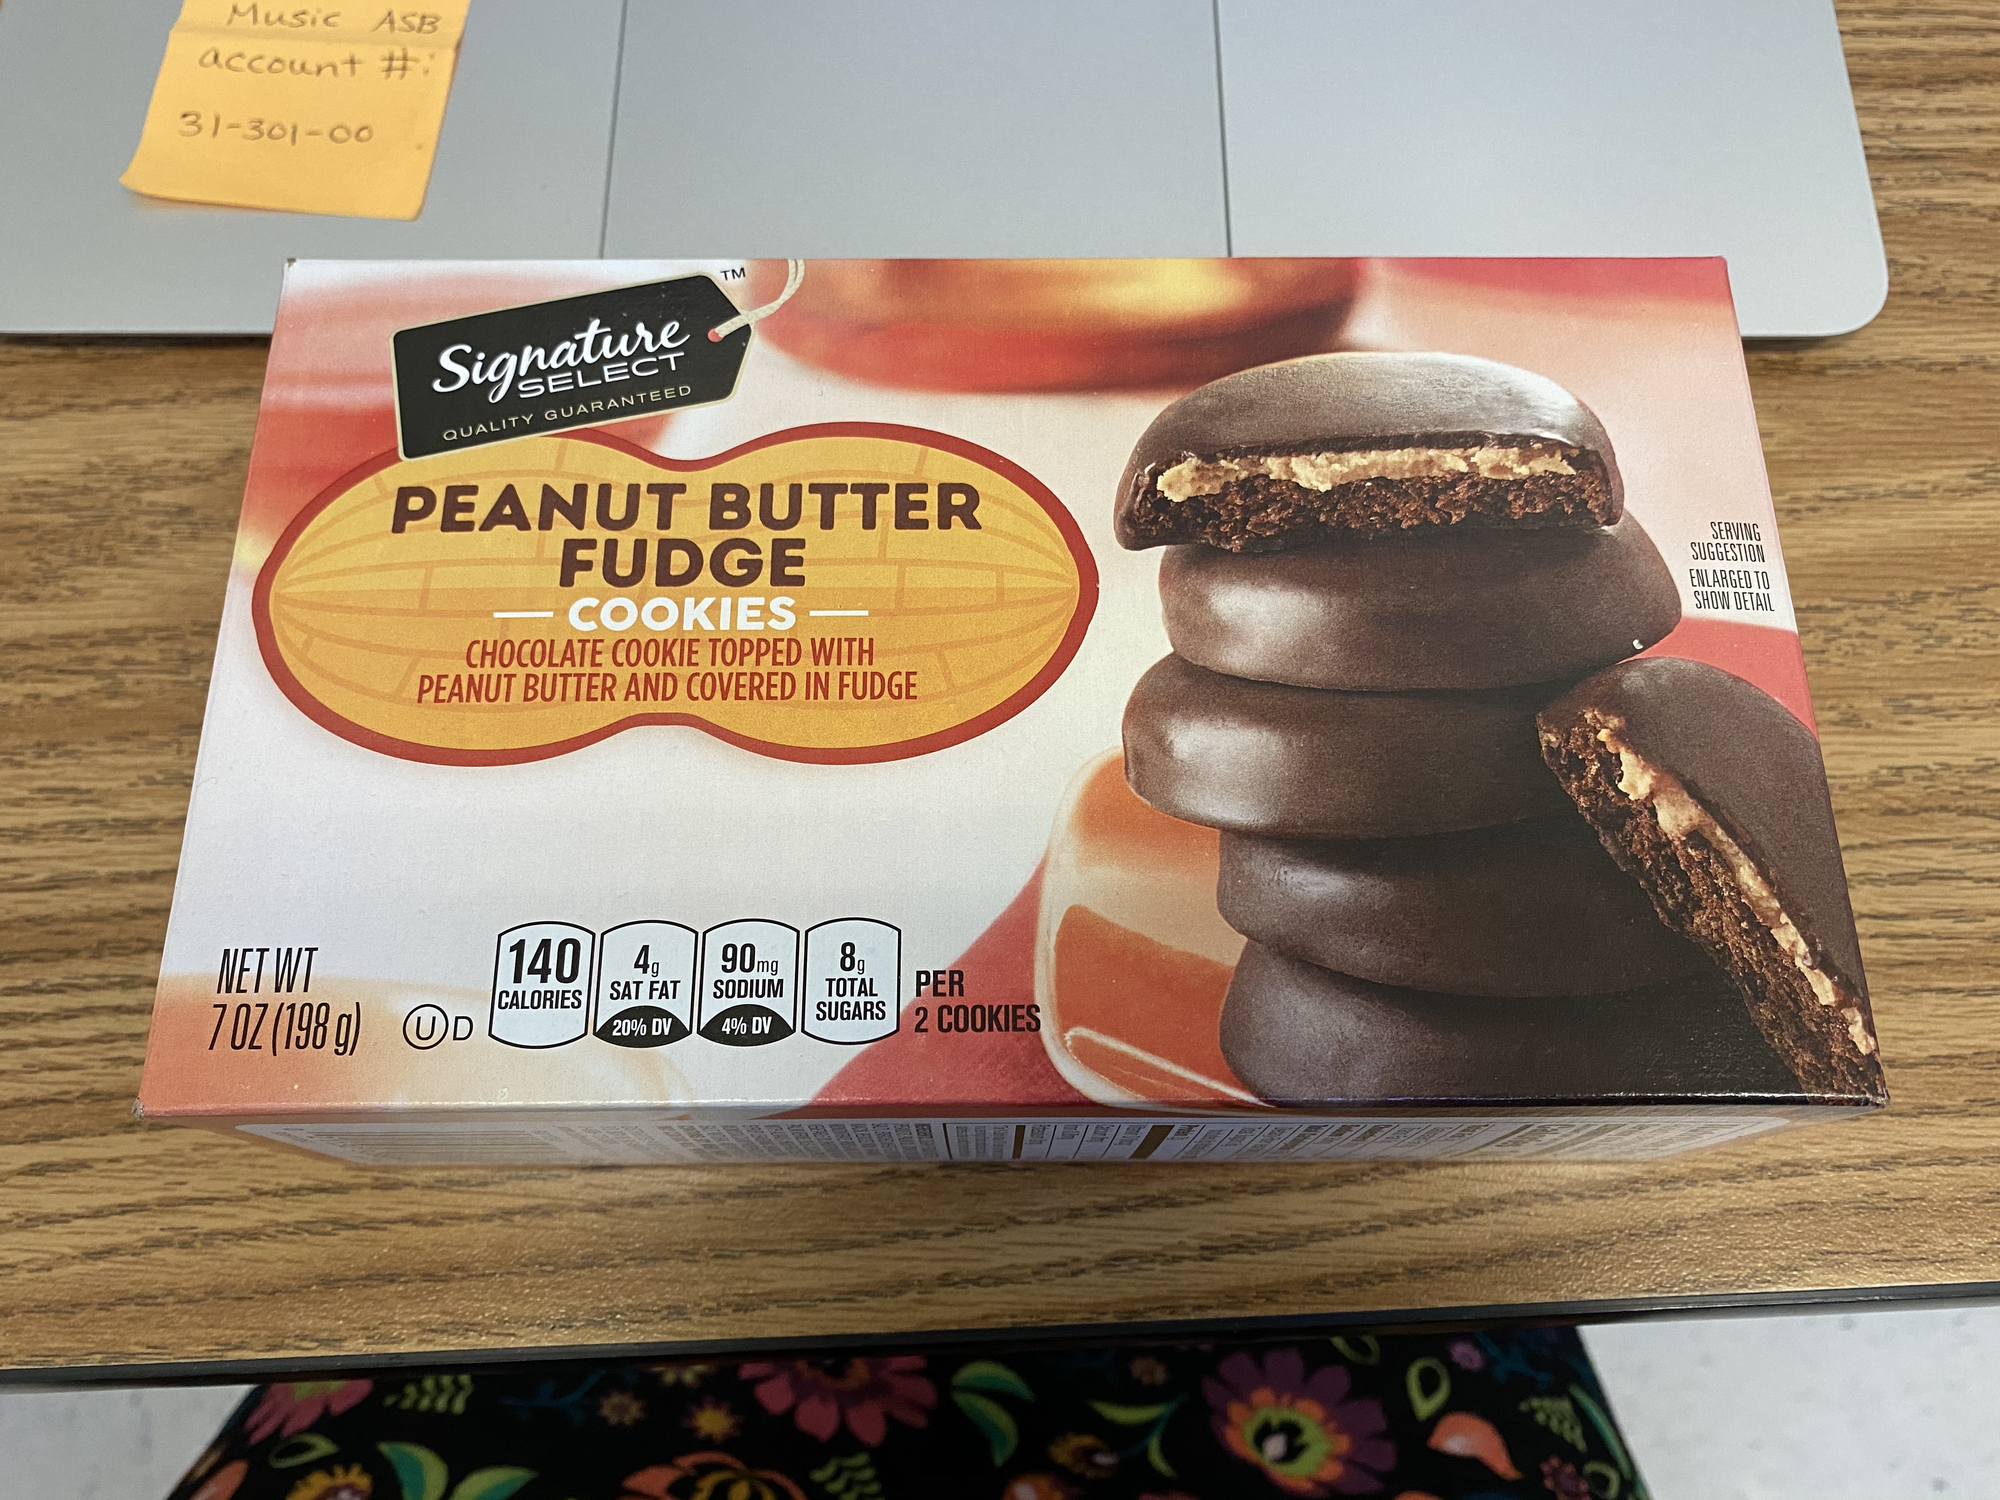 Music ASB
account #:
31-301-00
Signature
SELECT
TM
QUALITY GUARANTEED
PEANUT BUTTER
FUDGE
COOKIES
CHOCOLATE COOKIE TOPPED WITH
PEANUT BUTTER AND COVERED IN FUDGE
SERVING
SUGGESTION
ENLARGED TO
SHOW DETAIL
NET WT
7 OZ (198 g)
U D
140
CALORIES
4g
SAT FAT
20% DV
90mg
SODIUM
4% DV
8g
TOTAL
SUGARS
PER
2 COOKIES